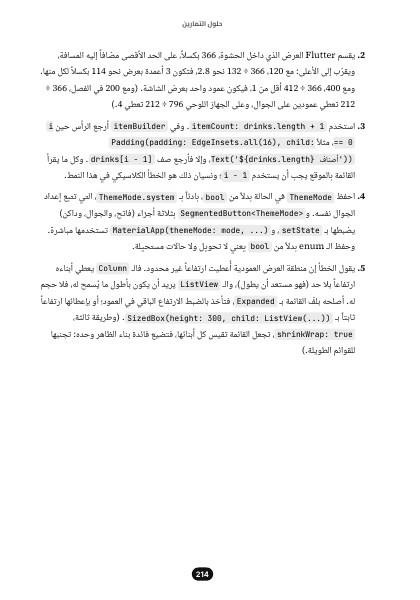 حلول التمارين
2. يقسم Flutter العرض الذي داخل الحشوة، 366 بكسلاً، على الحد الأقصى مضافاً إليه المسافة،
ويقرّب إلى الأعلى: مع 120، 366 ÷ 132 نحو 2.8، فتكون 3 أعمدة بعرض نحو 114 بكسلاً لكل منها.
ومع 400، 366 ÷ 412 أقل من 1، فيكون عمود واحد بعرض الشاشة. (ومع 200 في الفصل، 366 ÷
212 تعطي عمودين على الجوال، وعلى الجهاز اللوحي 796 ÷ 212 تعطي 4.)
3. استخدم itemCount: drinks.length + 1. وفي itemBuilder أرجع الرأس حين i
== 0، مثلاً Padding(padding: EdgeInsets.all(16), child:
Text('${drinks.length} أصناف'))، وإلا فأرجع صف drinks[i - 1]. وكل ما يقرأ
القائمة بالموقع يجب أن يستخدم i - 1؛ ونسيان ذلك هو الخطأ الكلاسيكي في هذا النمط.
4. احفظ ThemeMode في الحالة بدلاً من bool، بادئاً بـ ThemeMode.system، التي تتبع إعداد
الجوال نفسه. و SegmentedButton<ThemeMode> بثلاثة أجزاء (فاتح، والجوال، وداكن)
يضبطها بـ setState، و MaterialApp(themeMode: mode, ...) تستخدمها مباشرةً.
وحفظ الـ enum بدلاً من bool يعني لا تحويل ولا حالات مستحيلة.
5. يقول الخطأ إن منطقة العرض العمودية أُعطيت ارتفاعاً غير محدود. فالـ Column يعطي أبناءه
ارتفاعاً بلا حد (فهو مستعد أن يطول)، والـ ListView يريد أن يكون بأطول ما يُسمح له، فلا حجم
له. أصلحه بلفّ القائمة بـ Expanded، فتأخذ بالضبط الارتفاع الباقي في العمود؛ أو بإعطائها ارتفاعاً
ثابتاً بـ SizedBox(height: 300, child: ListView(...)). (وطريقة ثالثة،
shrinkWrap: true، تجعل القائمة تقيس كل أبنائها، فتضيع فائدة بناء الظاهر وحده؛ تجنبها
للقوائم الطويلة.)
214